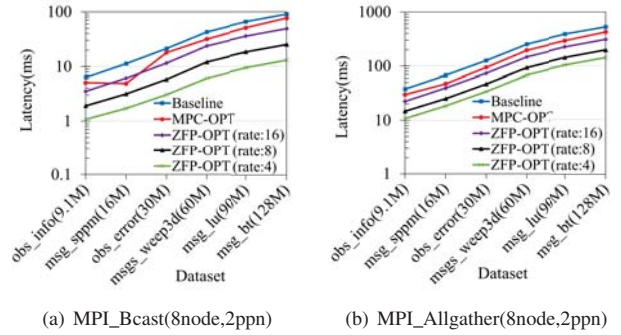 100
10
1
0.1
Latency(ms)
Baseline
MPC-OPT
ZFP-OPT(rate:16)
ZFP-OPT(rate:8)
ZFP-OPT(rate:4)
obs_info(9.1M)
msg_sppm(16M)
obs_error(30M)
msgs_weep3d(60M)
msg_lu(99M)
msg_bt(128M)
Dataset
(a) MPI_Bcast(8node,2ppn)
1000
100
10
1
Latency(ms)
Baseline
MPC-OPT
ZFP-OPT(rate:16)
ZFP-OPT(rate:8)
ZFP-OPT(rate:4)
obs_info(9.1M)
msg_sppm(16M)
obs_error(30M)
msgs_weep3d(60M)
msg_lu(99M)
msg_bt(128M)
Dataset
(b) MPI_Allgather(8node,2ppn)